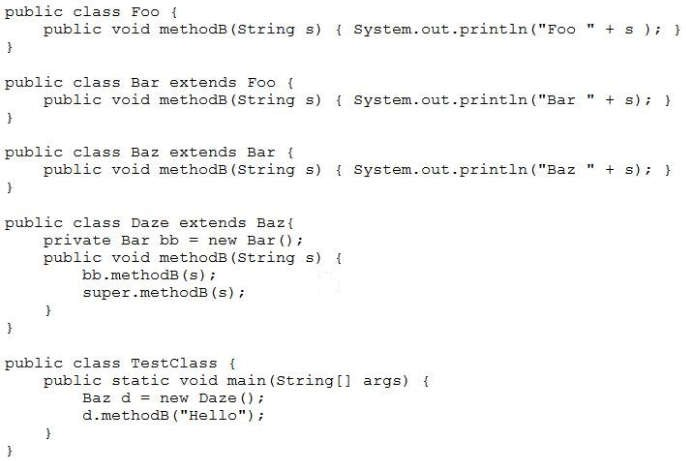 public class Foo {
    public void methodB(String s) { System.out.println("Foo " + s ); }
}

public class Bar extends Foo {
    public void methodB(String s) { System.out.println("Bar " + s); }
}

public class Baz extends Bar {
    public void methodB(String s) { System.out.println("Baz " + s); }
}

public class Daze extends Baz{
    private Bar bb = new Bar();
    public void methodB(String s) {
        bb.methodB(s);
        super.methodB(s);
    }
}

public class TestClass {
    public static void main(String[] args) {
        Baz d = new Daze();
        d.methodB("Hello");
    }
}